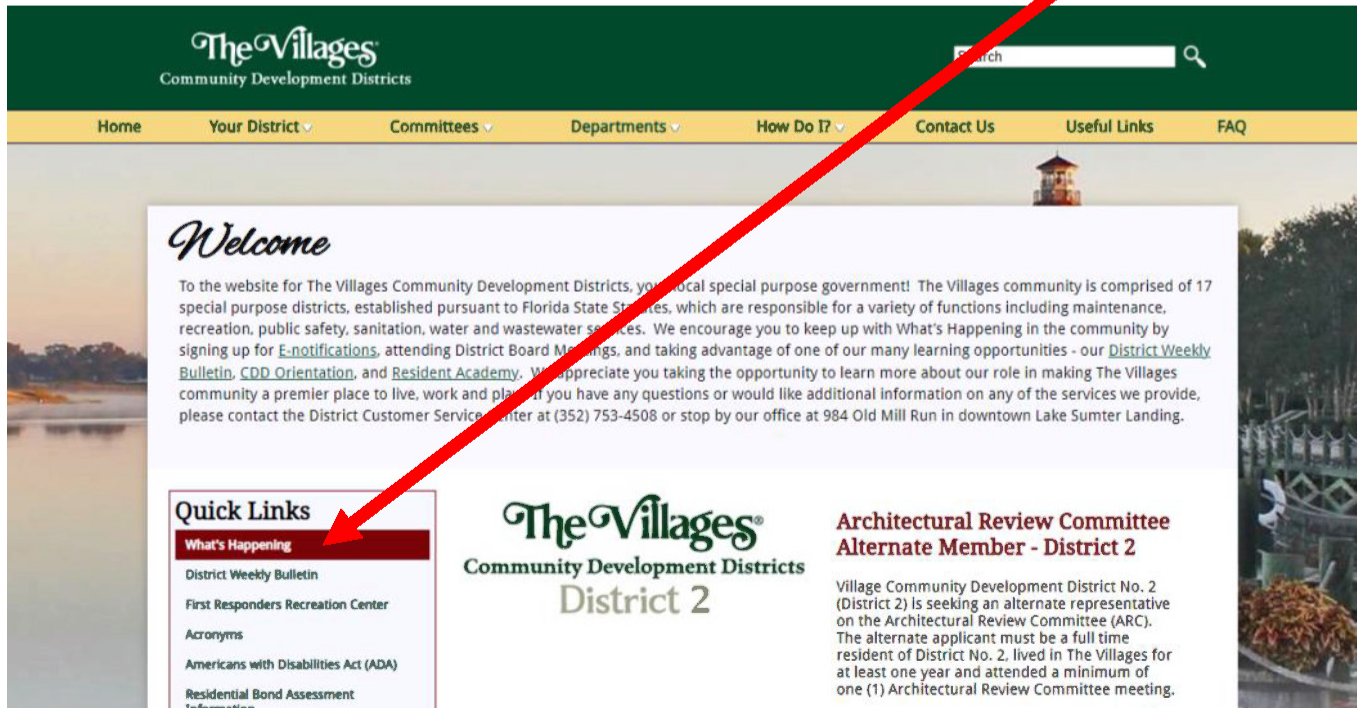 The Villages®
Community Development Districts
Home Your District Committees Departments How Do I? Contact Us Useful Links FAQ
Welcome
To the website for The Villages Community Development Districts, local special purpose government! The Villages community is comprised of 17
special purpose districts, established pursuant to Florida State which are responsible for a variety of functions including maintenance,
recreation, public safety, sanitation, water and wastewater We encourage you to keep up with What's Happening in the community by
signing up for E-notifications, attending District Board and taking advantage of one of our many learning opportunities - our District Weekly
Bulletin, CDD Orientation, and Resident Academy. appreciate you taking the opportunity to learn more about our role in making The Villages
community a premier place to live, work and you have any questions or would like additional information on any of the services we provide,
please contact the District Customer Service at (352) 753-4508 or stop by our office at 984 Old Mill Run in downtown Lake Sumter Landing.
Quick Links
What's Happening
District Weekly Bulletin
First Responders Recreation Center
Acronyms
Americans with Disabilities Act (ADA)
Residential Bond Assessment
The Villages®
Community Development Districts
District 2
Architectural Review Committee
Alternate Member - District 2
Village Community Development District No. 2
(District 2) is seeking an alternate representative
on the Architectural Review Committee (ARC).
The alternate applicant must be a full time
resident of District No. 2, lived in The Villages for
at least one year and attended a minimum of
one (1) Architectural Review Committee meeting.